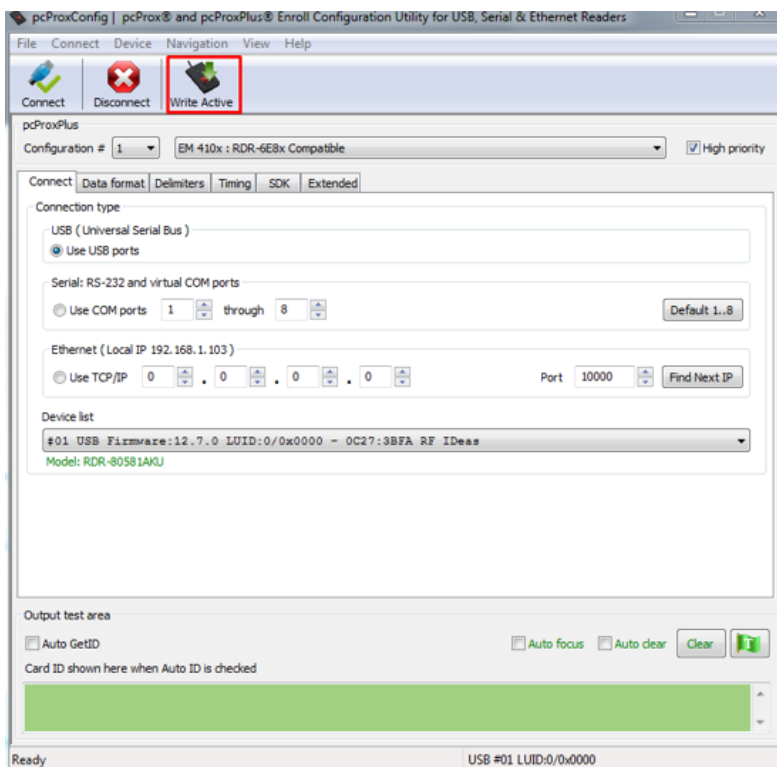 pcProxConfig | pcProx® and pcProxPlus® Enroll Configuration Utility for USB, Serial & Ethernet Readers
File Connect Device Navigation View Help
Connect Disconnect Write Active
pcProxPlus
Configuration # 1 EM 410x : RDR-6E8x Compatible High priority
Connect Data format Delimiters Timing SDK Extended
Connection type
USB ( Universal Serial Bus )
Use USB ports
Serial: RS-232 and virtual COM ports
Use COM ports 1 through 8 Default 1..8
Ethernet ( Local IP 192.168.1.103 )
Use TCP/IP 0 . 0 . 0 . 0 Port 10000 Find Next IP
Device list
#01 USB Firmware:12.7.0 LUID:0/0x0000 - 0C27:3BFA RF IDeas
Model: RDR-80581AKU
Output test area
Auto GetID Auto focus Auto clear Clear
Card ID shown here when Auto ID is checked
Ready USB #01 LUID:0/0x0000